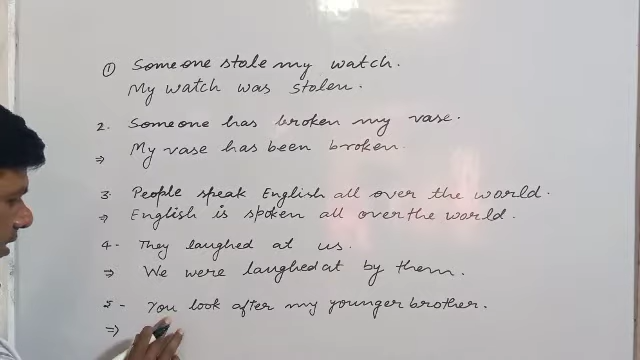 ① Someone stole my watch.
My watch was stolen.
2. Someone has broken my vase.
⇒ My vase has been broken.
3. People speak English all over the world.
⇒ English is spoken all over the world.
4- They laughed at us.
⇒ We were laughed at by them.
5- You look after my younger brother.
⇒